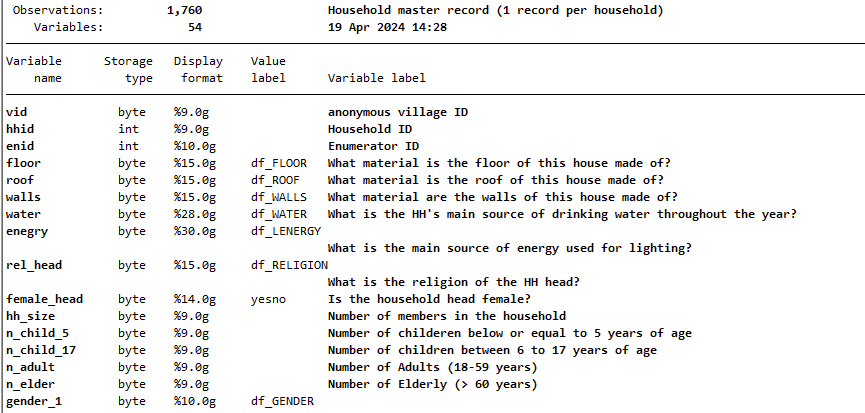 Observations: 1,760 Household master record (1 record per household)
Variables: 54 19 Apr 2024 14:28
Variable Storage Display Value
name type format label Variable label
vid byte %9.0g anonymous village ID
hhid int %9.0g Household ID
enid int %10.0g Enumerator ID
floor byte %15.0g df_FLOOR What material is the floor of this house made of?
roof byte %15.0g df_ROOF What material is the roof of this house made of?
walls byte %15.0g df_WALLS What material are the walls of this house made of?
water byte %28.0g df_WATER What is the HH's main source of drinking water throughout the year?
enegry byte %30.0g df_LENERGY
What is the main source of energy used for lighting?
rel_head byte %15.0g df_RELIGION
What is the religion of the HH head?
female_head byte %14.0g yesno Is the household head female?
hh_size byte %9.0g Number of members in the household
n_child_5 byte %9.0g Number of childeren below or equal to 5 years of age
n_child_17 byte %9.0g Number of children between 6 to 17 years of age
n_adult byte %9.0g Number of Adults (18-59 years)
n_elder byte %9.0g Number of Elderly (> 60 years)
gender_1 byte %10.0g df_GENDER